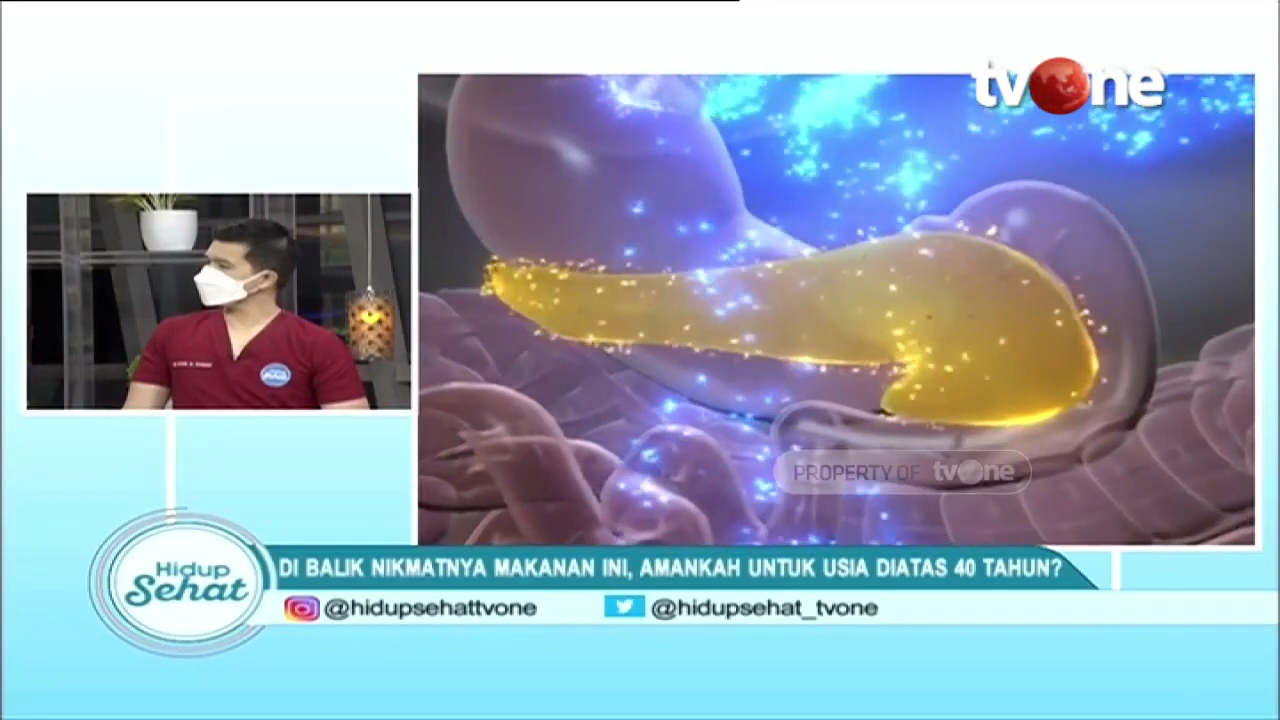 tvone
PROPERTY OF tvone
Hidup
Sehat
DI BALIK NIKMATNYA MAKANAN INI, AMANKAH UNTUK USIA DIATAS 40 TAHUN?
@hidupsehattvone
@hidupsehat_tvone